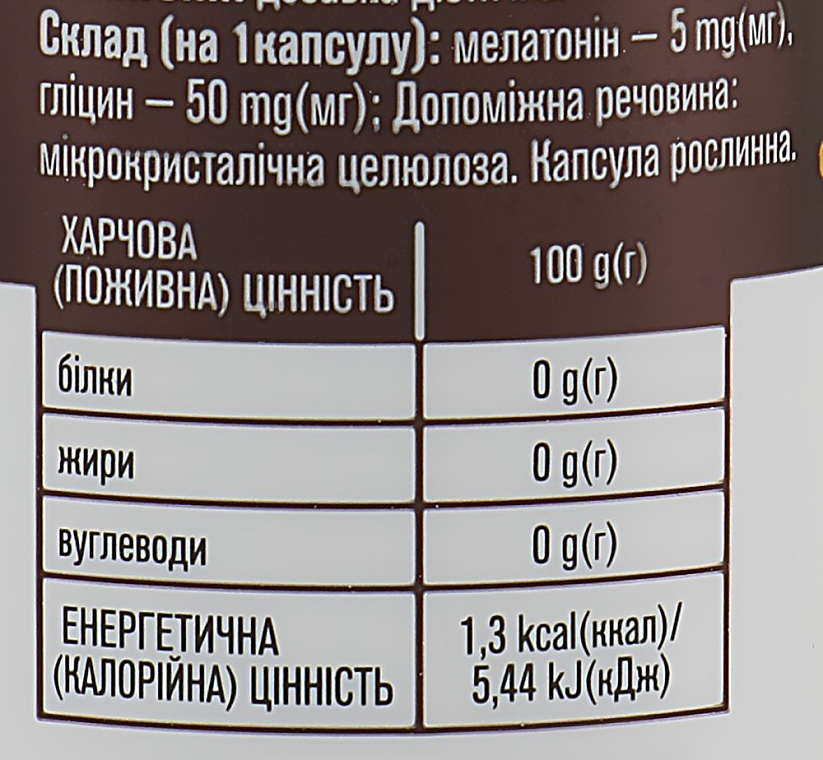 Склад (на 1капсулу): мелатонін – 5 mg(мг),
гліцин – 50 mg(мг); Допоміжна речовина:
мікрокристалічна целюлоза. Капсула рослинна.
ХАРЧОВА
(ПОЖИВНА) ЦІННІСТЬ
100 g(г)
білки
0 g(г)
жири
0 g(г)
вуглеводи
0 g(г)
ЕНЕРГЕТИЧНА
(КАЛОРІЙНА) ЦІННІСТЬ
1,3 kcal(ккал)/
5,44 kJ(кДж)